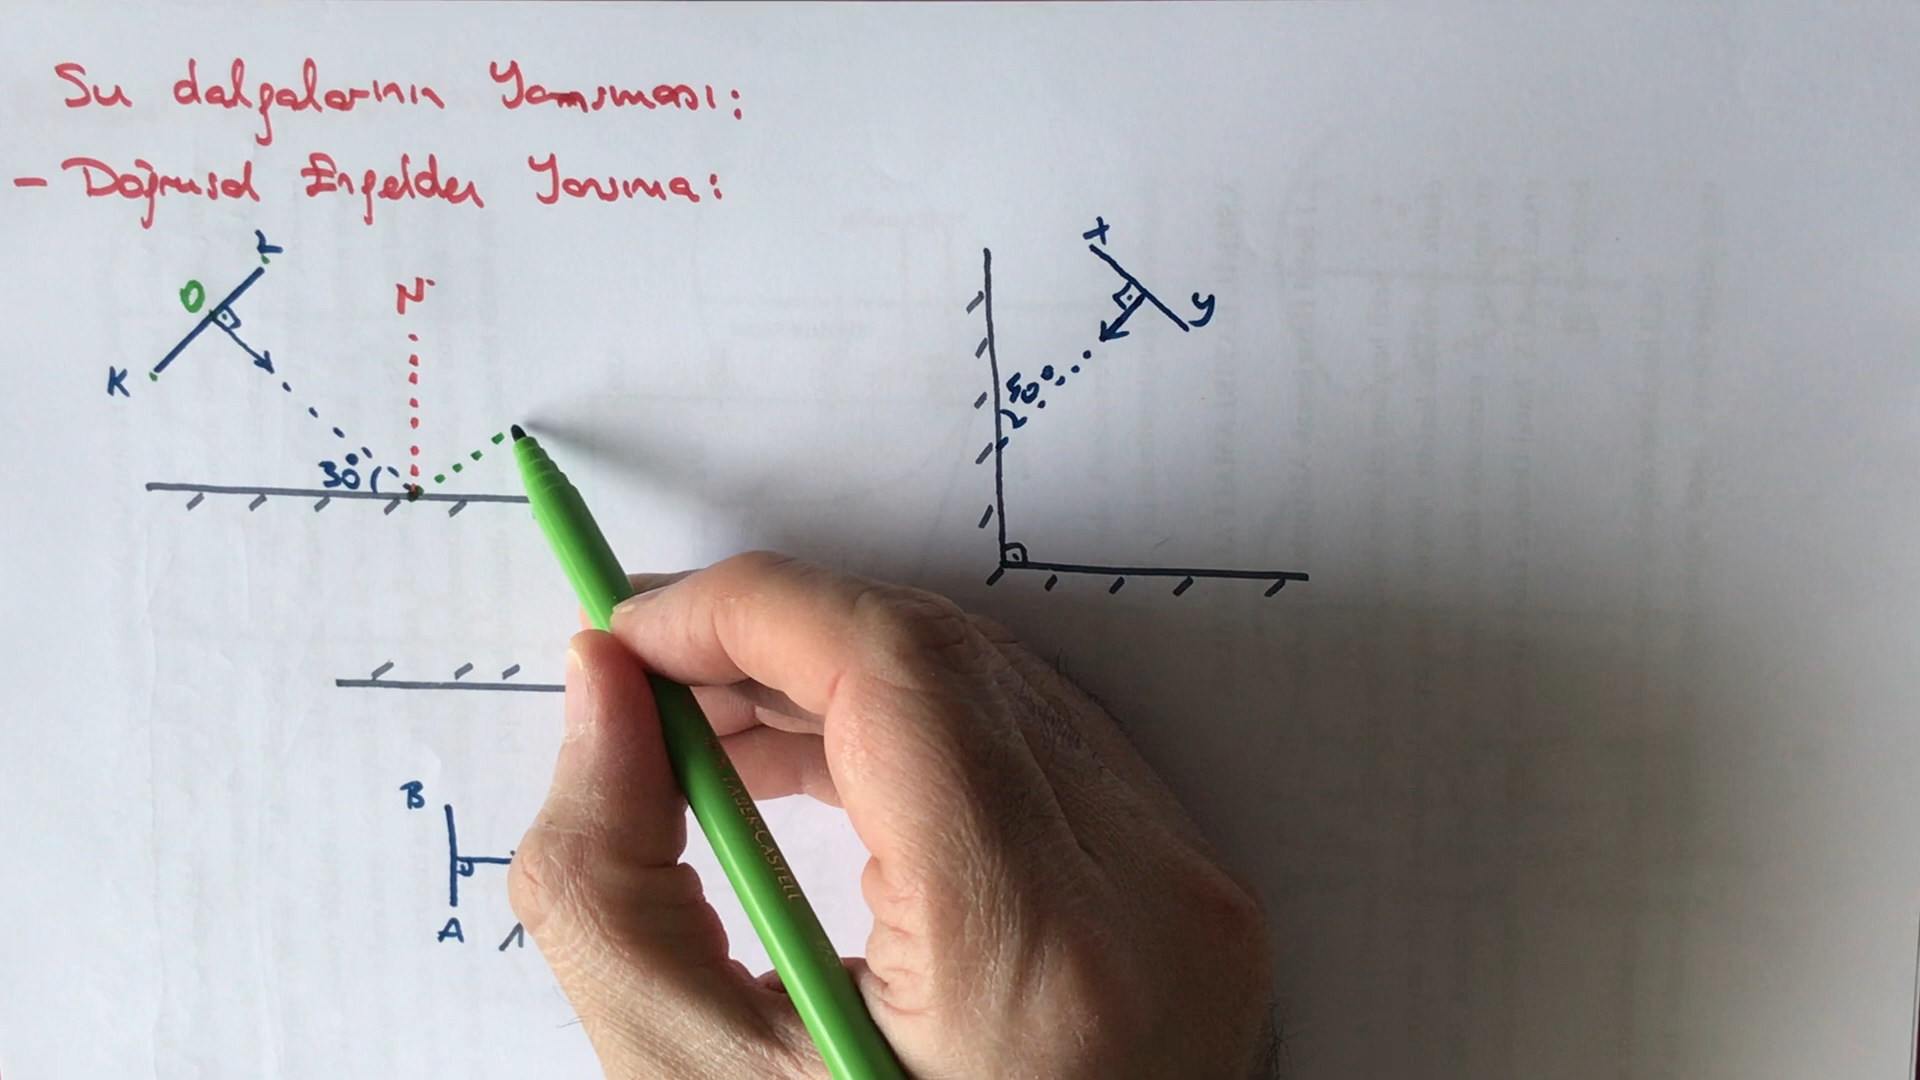 Su dalgalarının Yansıması:
- Doğrusal Engelden Yansıma:
L
O
K
N
30°
X
Y
50°
B
A
FABER-CASTELL